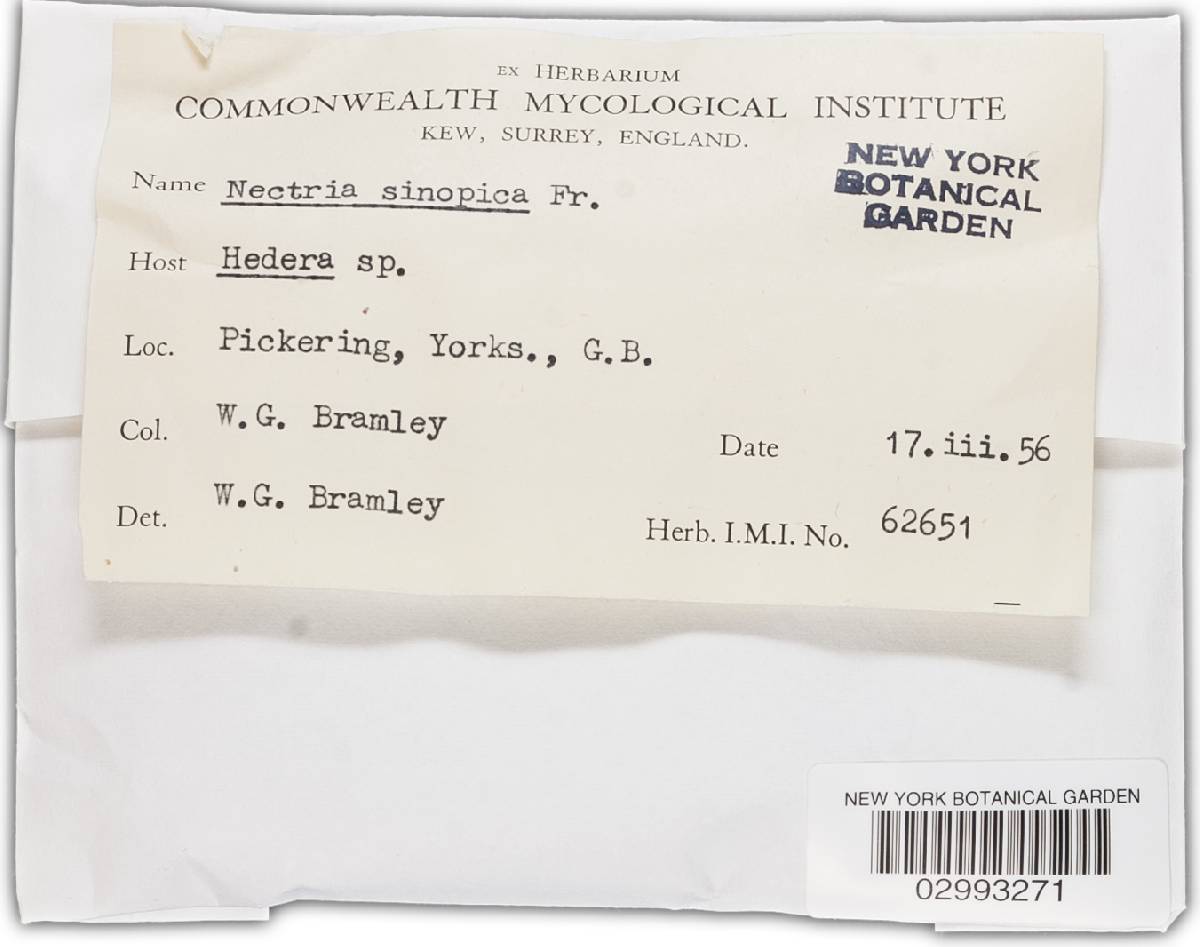 EX HERBARIUM
COMMONWEALTH MYCOLOGICAL INSTITUTE
KEW, SURREY, ENGLAND.
NEW YORK
BOTANICAL
GARDEN
Name Nectria sinopica Fr.
Host Hedera sp.
Loc. Pickering, Yorks., G.B.
Col. W.G. Bramley
Date 17.iii.56
Det. W.G. Bramley
Herb. I.M.I. No. 62651
NEW YORK BOTANICAL GARDEN
02993271